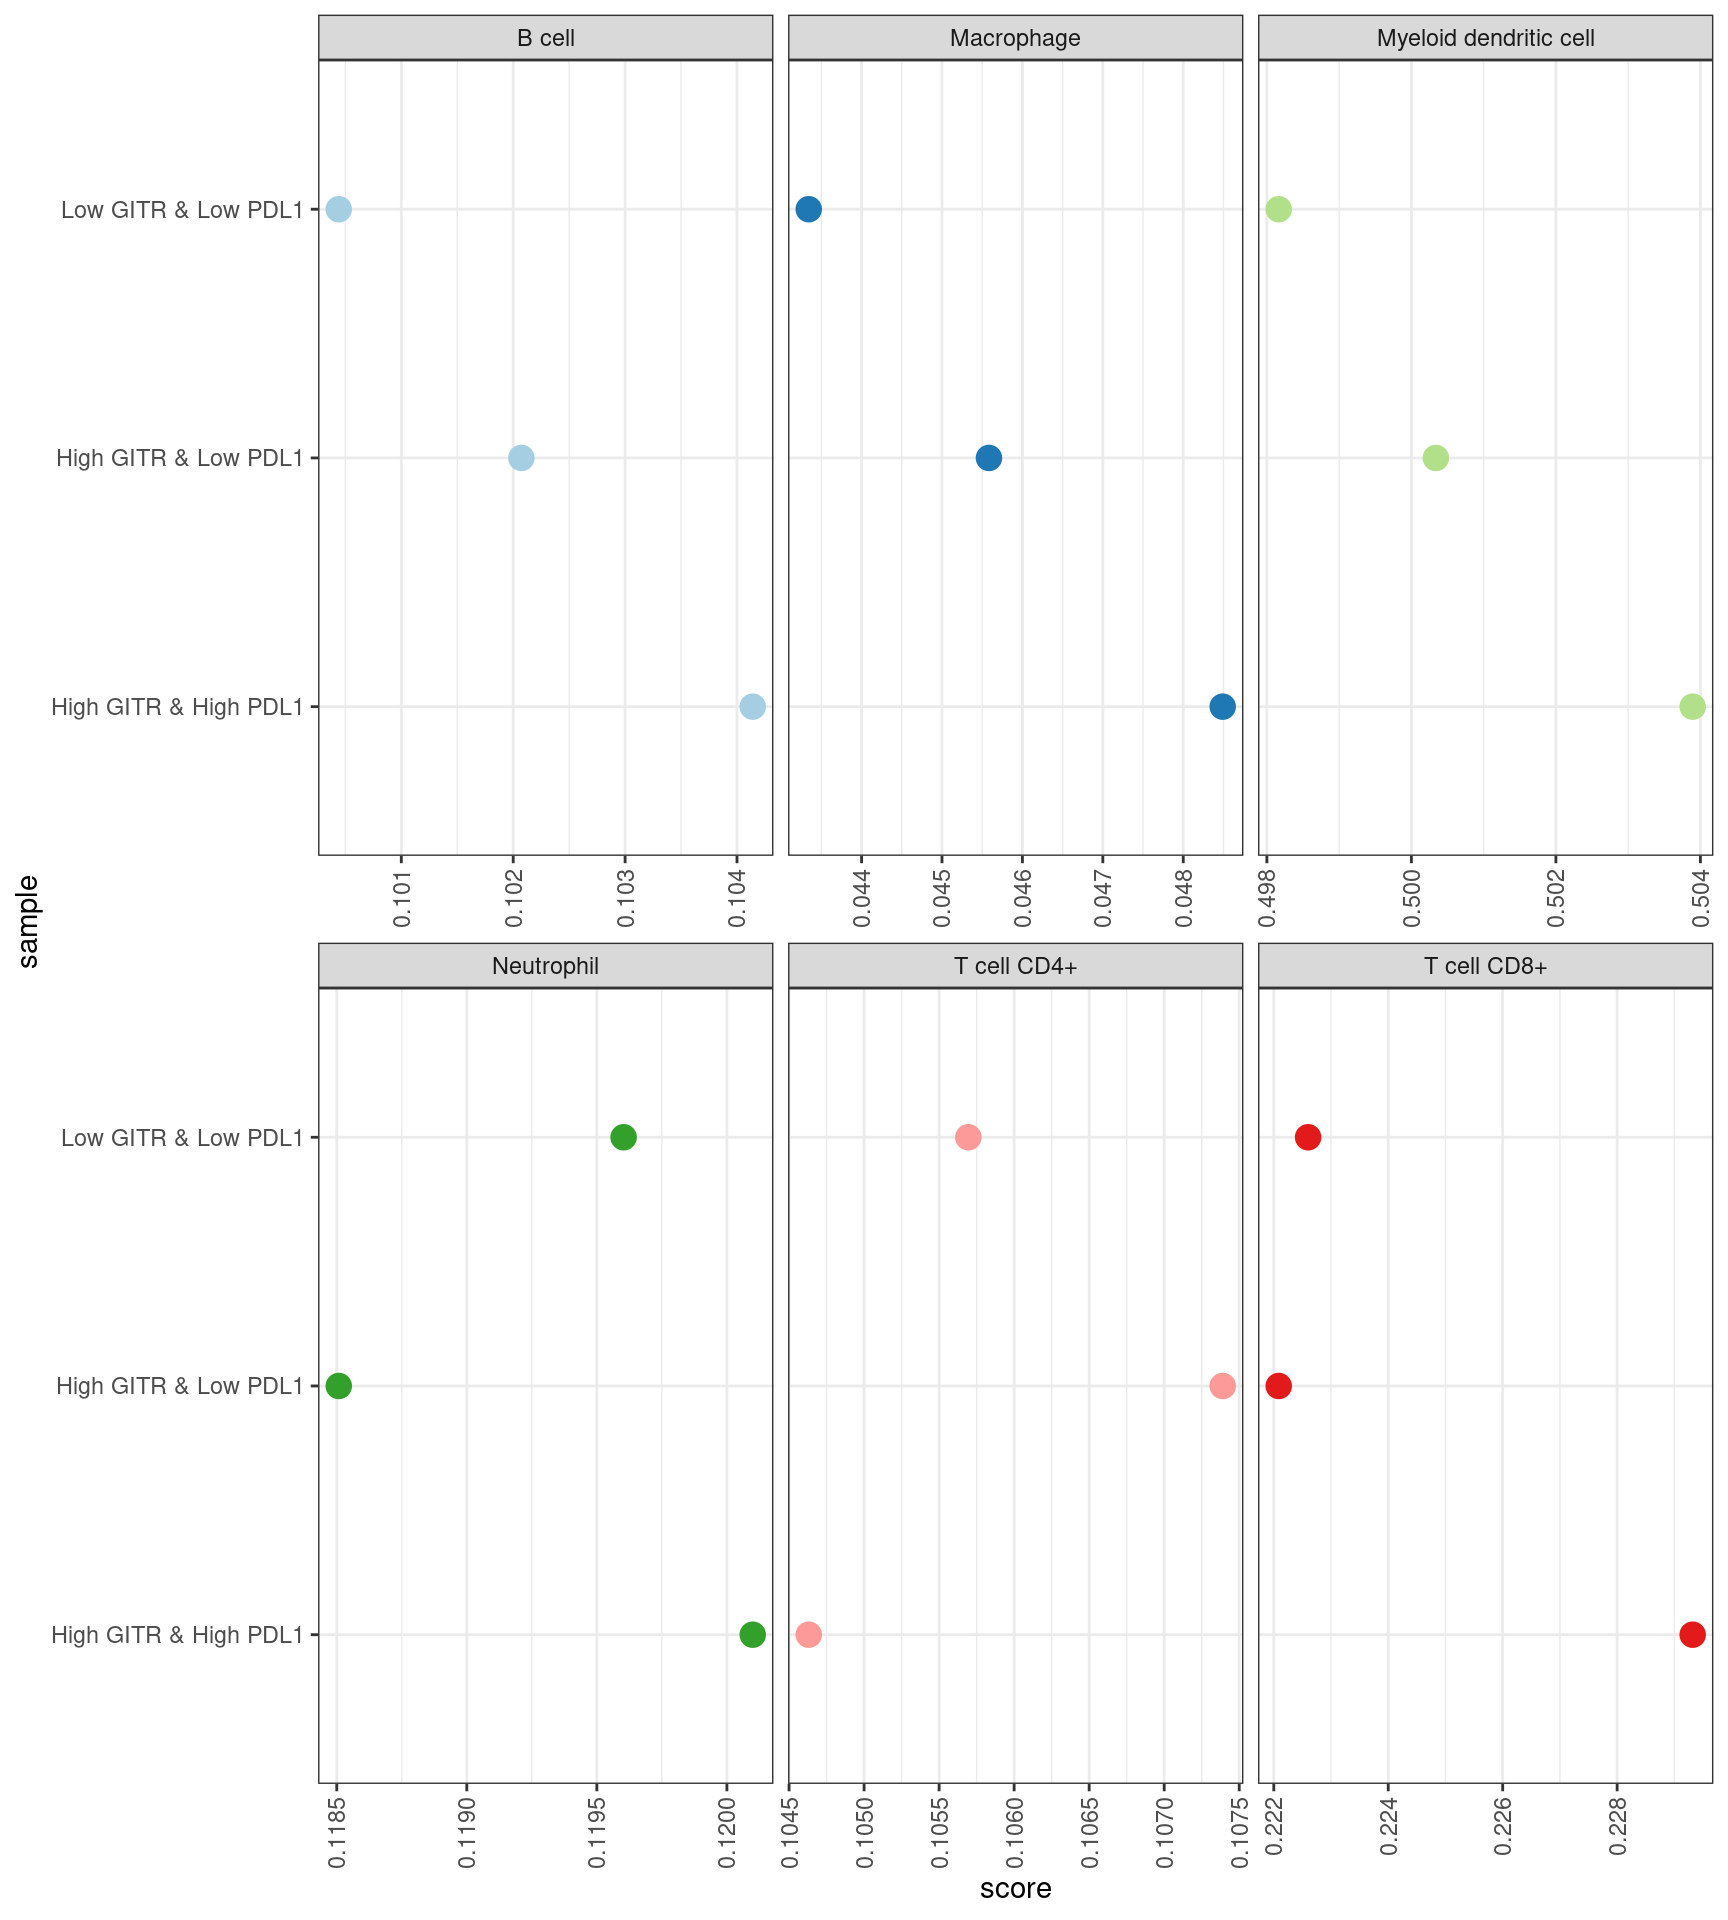 B cell
Macrophage
Myeloid dendritic cell
Low GITR & Low PDL1
High GITR & Low PDL1
High GITR & High PDL1
0.101 0.102 0.103 0.104
0.044 0.045 0.046 0.047 0.048
0.498 0.500 0.502 0.504
sample
Neutrophil
T cell CD4+
T cell CD8+
Low GITR & Low PDL1
High GITR & Low PDL1
High GITR & High PDL1
0.1185 0.1190 0.1195 0.1200
0.1045 0.1050 0.1055 0.1060 0.1065 0.1070 0.1075
0.222 0.224 0.226 0.228
score